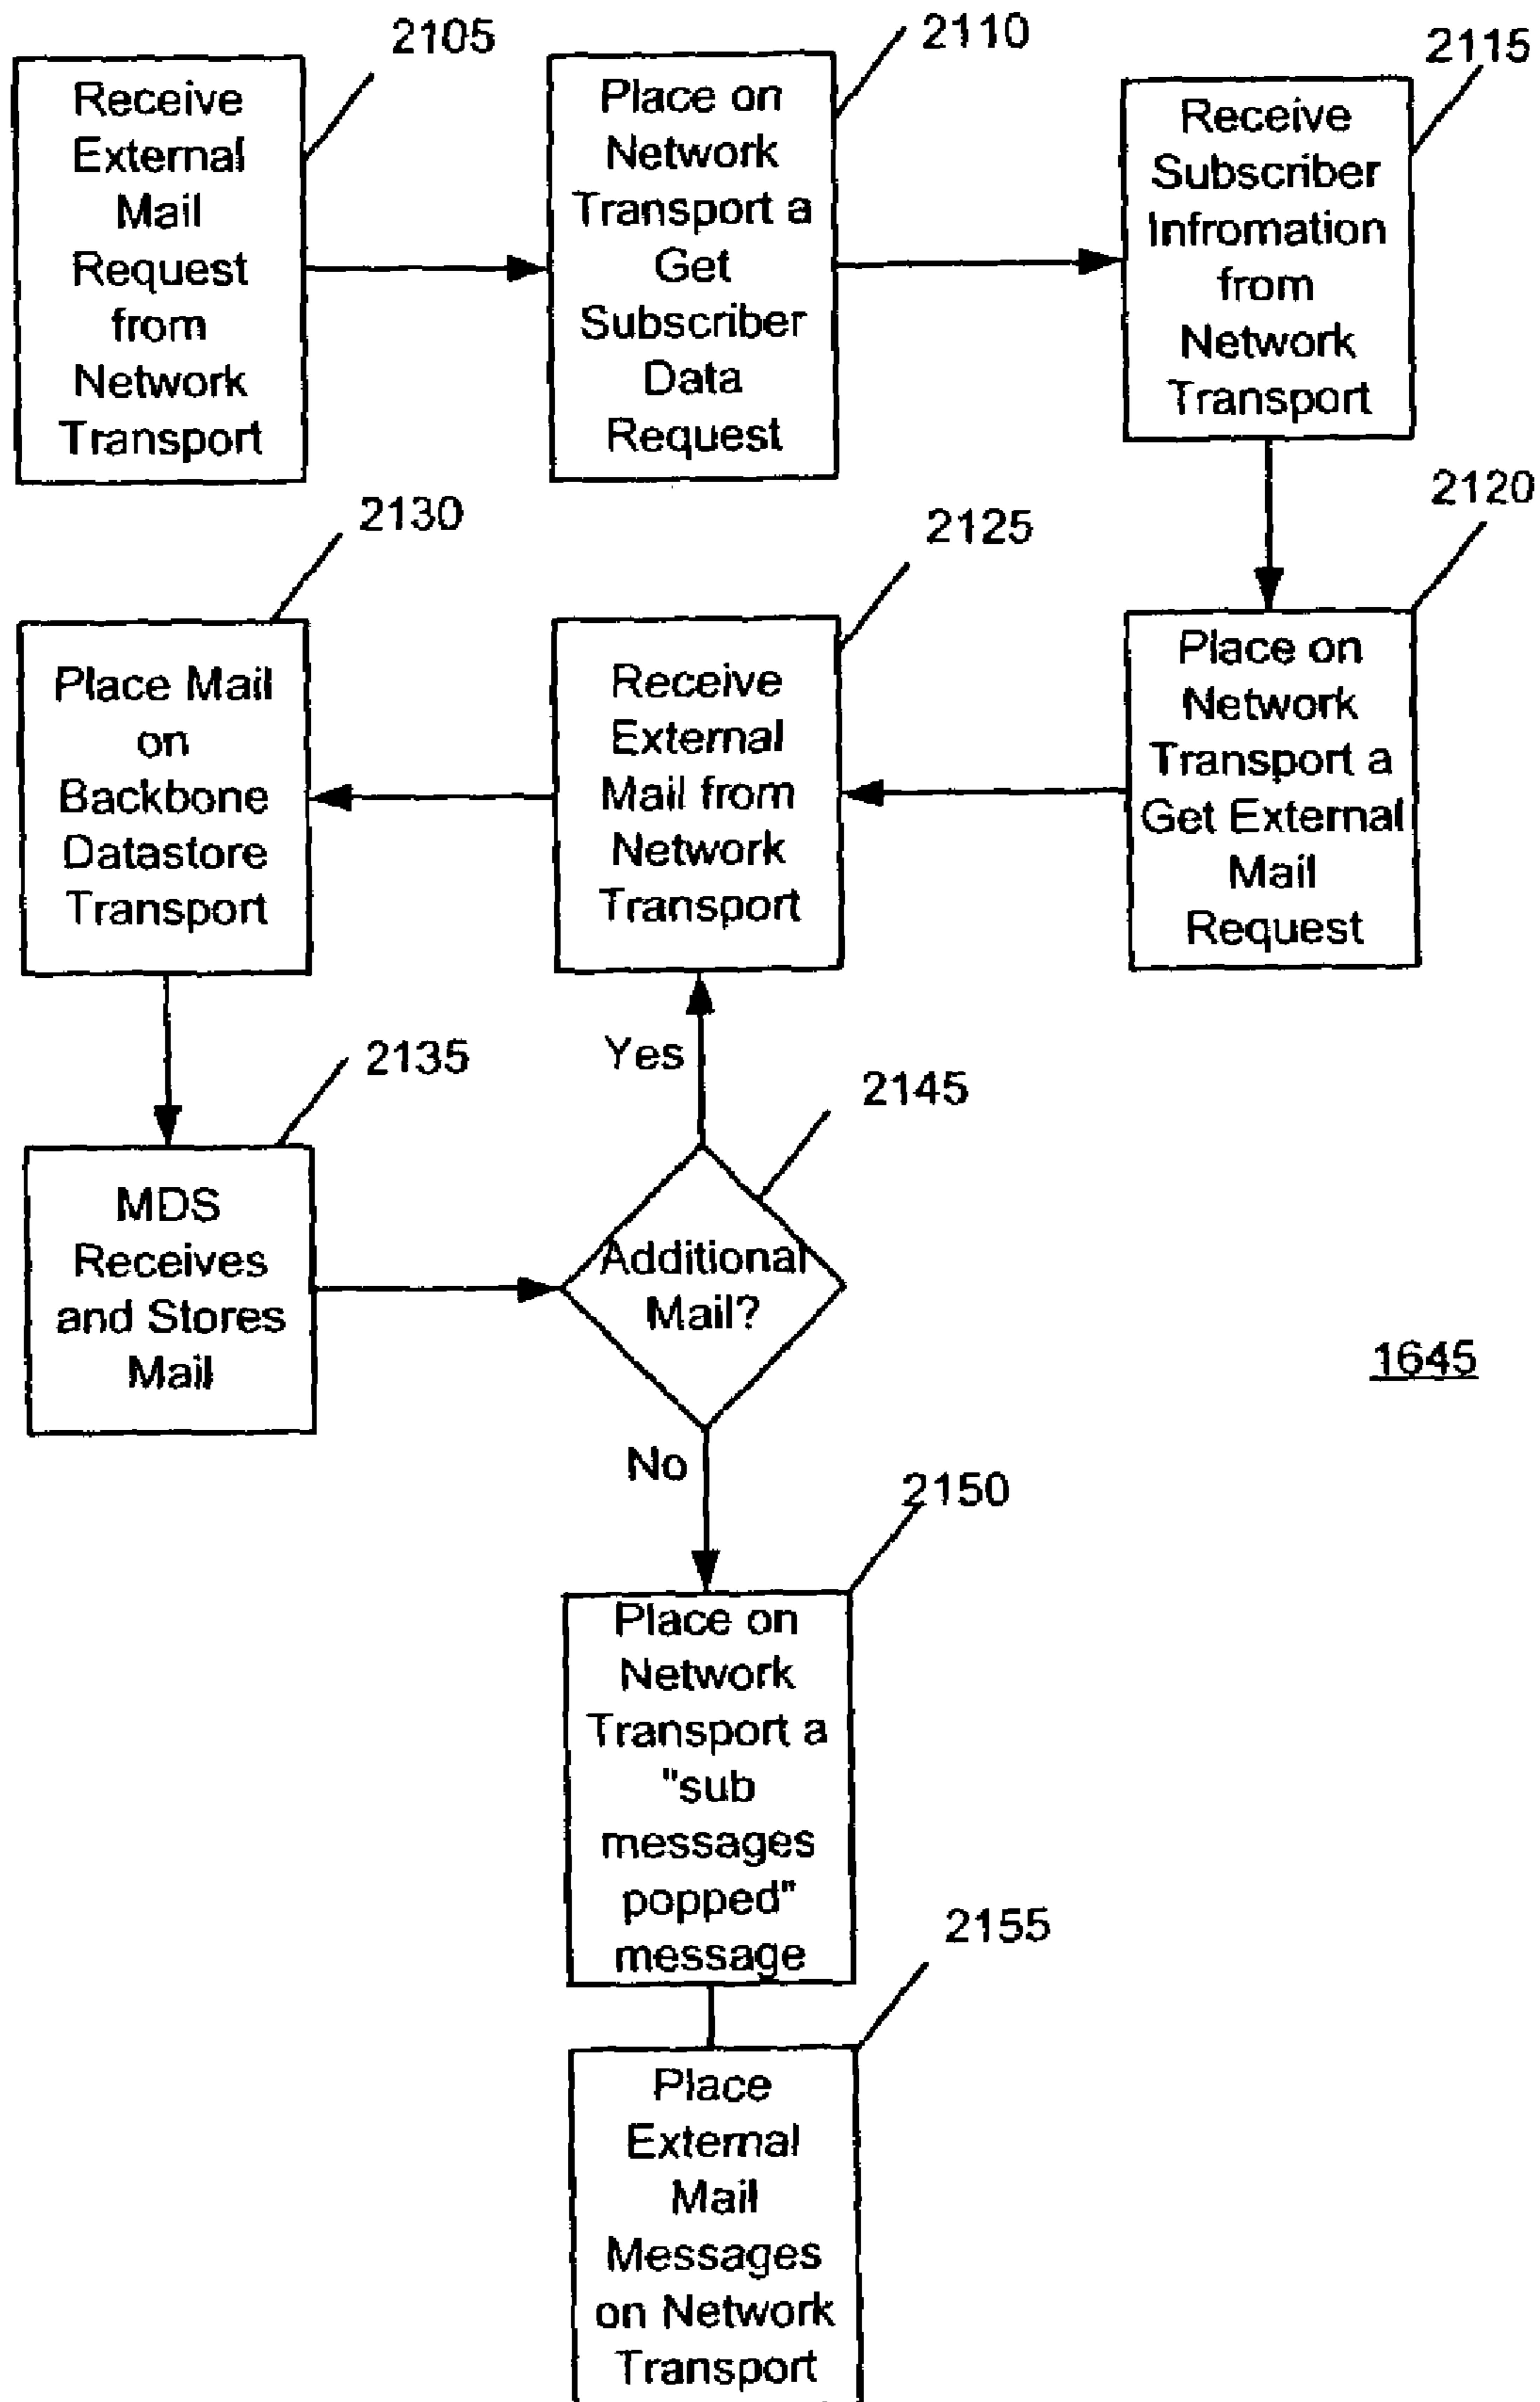 2105
Receive
External
Mail
Request
from
Network
Transport
2110
Place on
Network
Transport a
Get
Subscriber
Data
Request
2115
Receive
Subscriber
Infromation
from
Network
Transport
2120
Place on
Network
Transport a
Get External
Mail
Request
2125
Receive
External
Mail from
Network
Transport
2130
Place Mail
on
Backbone
Datastore
Transport
2135
MDS
Receives
and Stores
Mail
Yes
2145
Additional
Mail?
1645
No
2150
Place on
Network
Transport a
"sub
messages
popped"
message
2155
Place
External
Mail
Messages
on Network
Transport